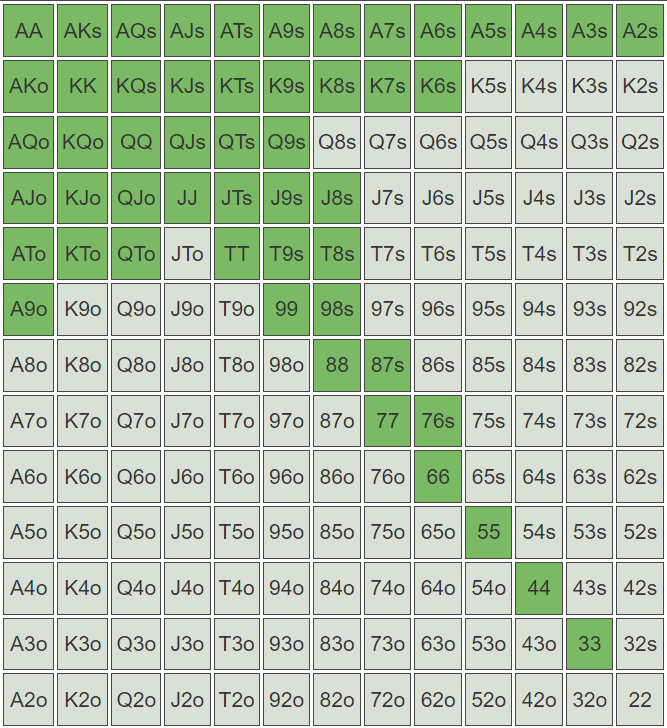 AA AKs AQs AJs ATs A9s A8s A7s A6s A5s A4s A3s A2s
AKo KK KQs KJs KTs K9s K8s K7s K6s K5s K4s K3s K2s
AQo KQo QQ QJs QTs Q9s Q8s Q7s Q6s Q5s Q4s Q3s Q2s
AJo KJo QJo JJ JTs J9s J8s J7s J6s J5s J4s J3s J2s
ATo KTo QTo JTo TT T9s T8s T7s T6s T5s T4s T3s T2s
A9o K9o Q9o J9o T9o 99 98s 97s 96s 95s 94s 93s 92s
A8o K8o Q8o J8o T8o 98o 88 87s 86s 85s 84s 83s 82s
A7o K7o Q7o J7o T7o 97o 87o 77 76s 75s 74s 73s 72s
A6o K6o Q6o J6o T6o 96o 86o 76o 66 65s 64s 63s 62s
A5o K5o Q5o J5o T5o 95o 85o 75o 65o 55 54s 53s 52s
A4o K4o Q4o J4o T4o 94o 84o 74o 64o 54o 44 43s 42s
A3o K3o Q3o J3o T3o 93o 83o 73o 63o 53o 43o 33 32s
A2o K2o Q2o J2o T2o 92o 82o 72o 62o 52o 42o 32o 22